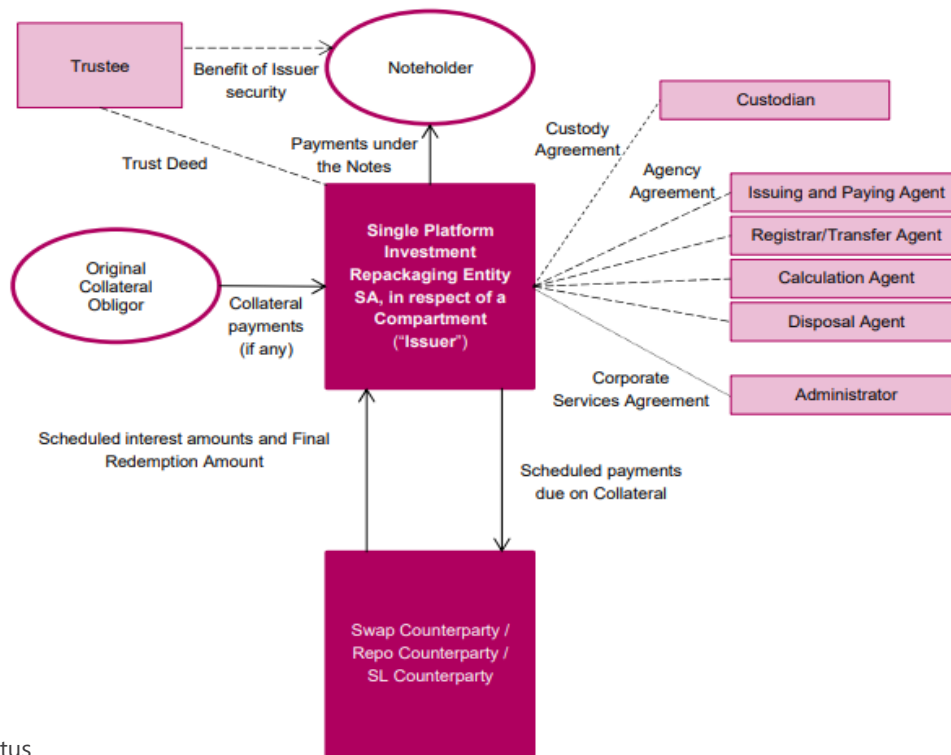 Trustee
Benefit of Issuer
security
Noteholder
Custodian
Custody
Agreement
Trust Deed
Payments under
the Notes
Agency
Agreement
Issuing and Paying Agent
Registrar/Transfer Agent
Calculation Agent
Disposal Agent
Single Platform
Investment
Repackaging Entity
SA, in respect of a
Compartment
("Issuer")
Original
Collateral
Obligor
Collateral
payments
(if any)
Corporate
Services Agreement
Administrator
Scheduled interest amounts and Final
Redemption Amount
Scheduled payments
due on Collateral
Swap Counterparty /
Repo Counterparty /
SL Counterparty
tus